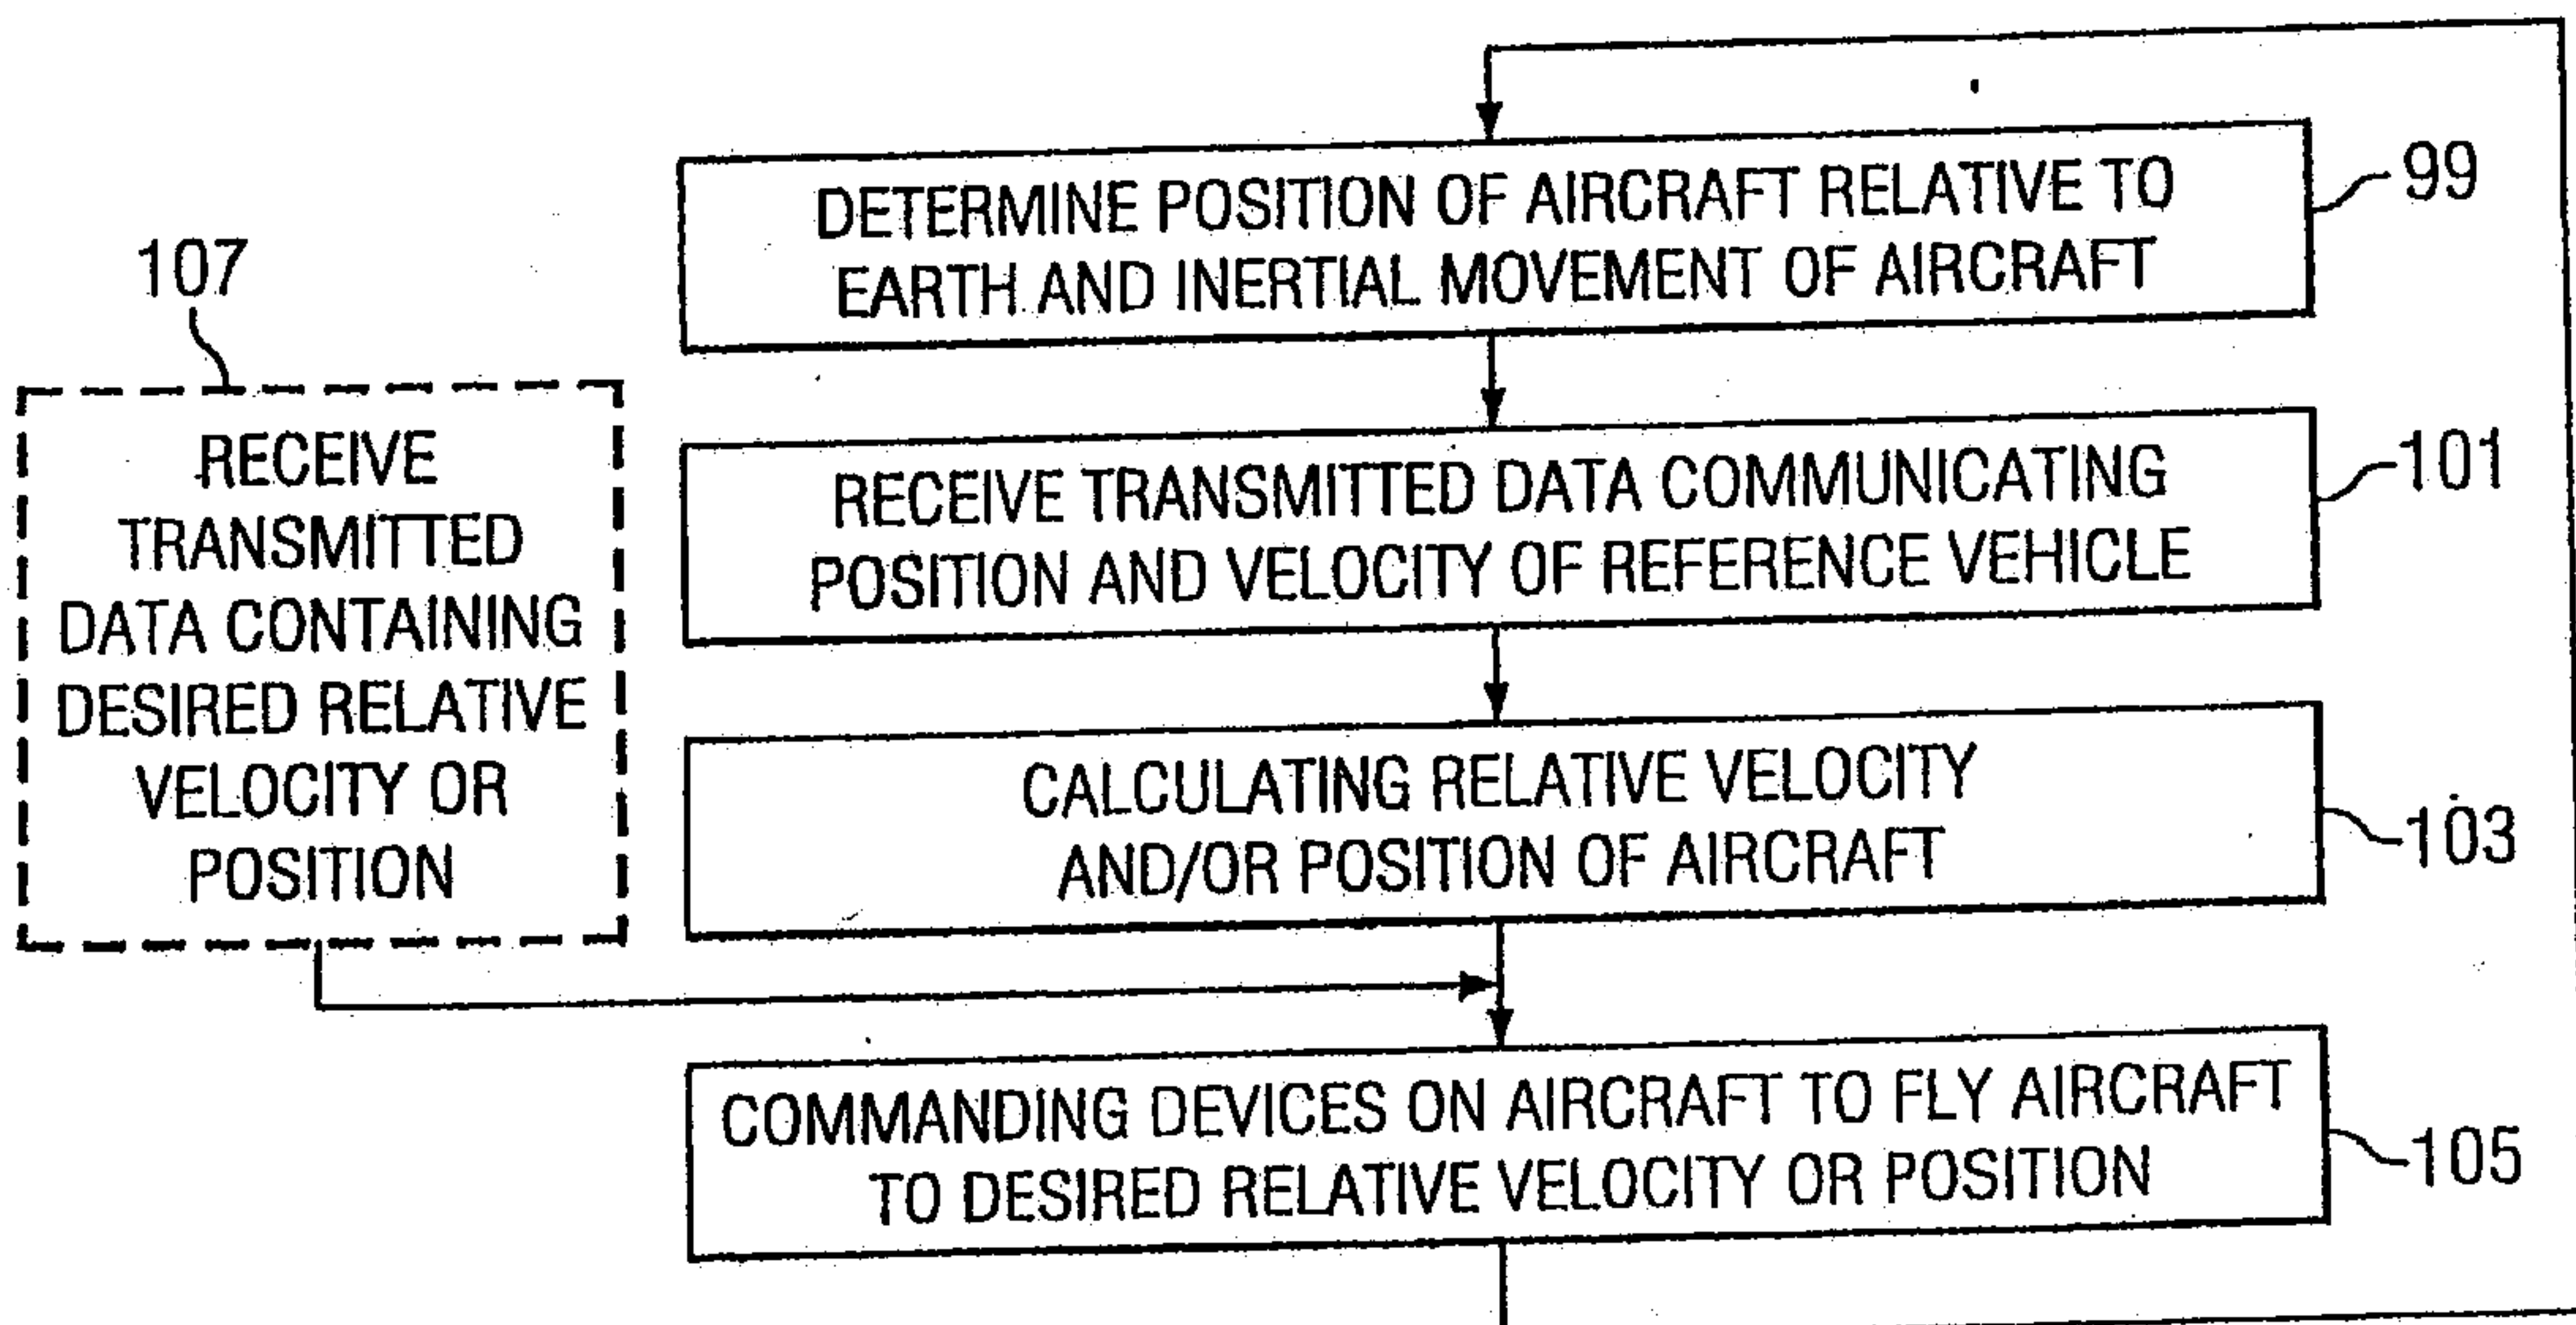 DETERMINE POSITION OF AIRCRAFT RELATIVE TO
EARTH AND INERTIAL MOVEMENT OF AIRCRAFT
99
107
RECEIVE
TRANSMITTED
DATA CONTAINING
DESIRED RELATIVE
VELOCITY OR
POSITION
RECEIVE TRANSMITTED DATA COMMUNICATING
POSITION AND VELOCITY OF REFERENCE VEHICLE
101
CALCULATING RELATIVE VELOCITY
AND/OR POSITION OF AIRCRAFT
103
COMMANDING DEVICES ON AIRCRAFT TO FLY AIRCRAFT
TO DESIRED RELATIVE VELOCITY OR POSITION
105